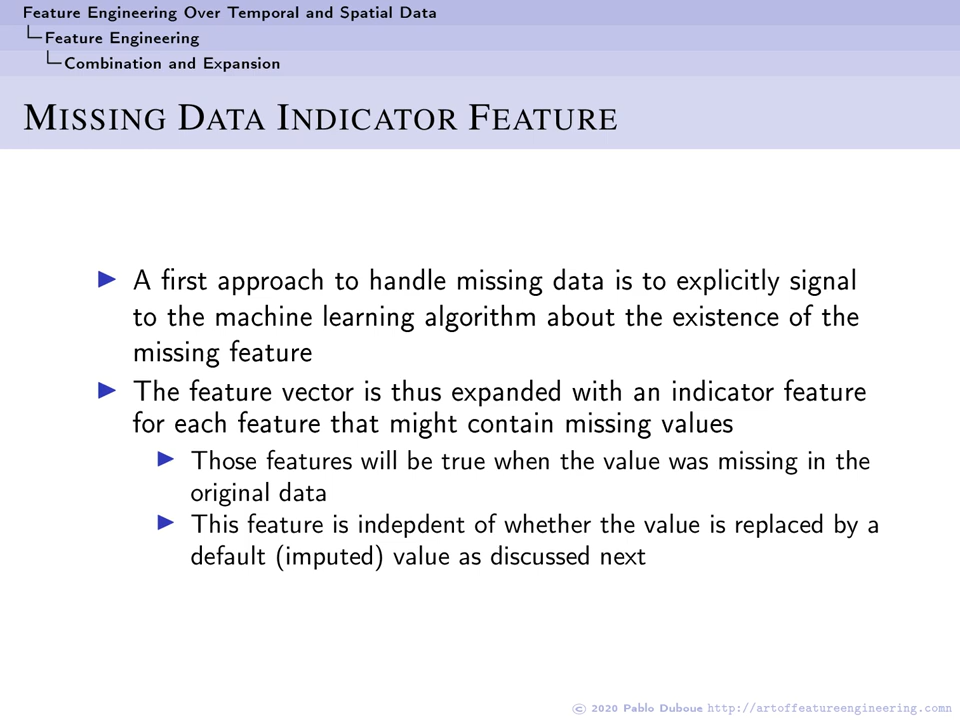 Feature Engineering Over Temporal and Spatial Data
Feature Engineering
Combination and Expansion
Missing Data Indicator Feature
A first approach to handle missing data is to explicitly signal
to the machine learning algorithm about the existence of the
missing feature
The feature vector is thus expanded with an indicator feature
for each feature that might contain missing values
Those features will be true when the value was missing in the
original data
This feature is indepdent of whether the value is replaced by a
default (imputed) value as discussed next
© 2020 Pablo Duboue http://artoffeatureengineering.comn